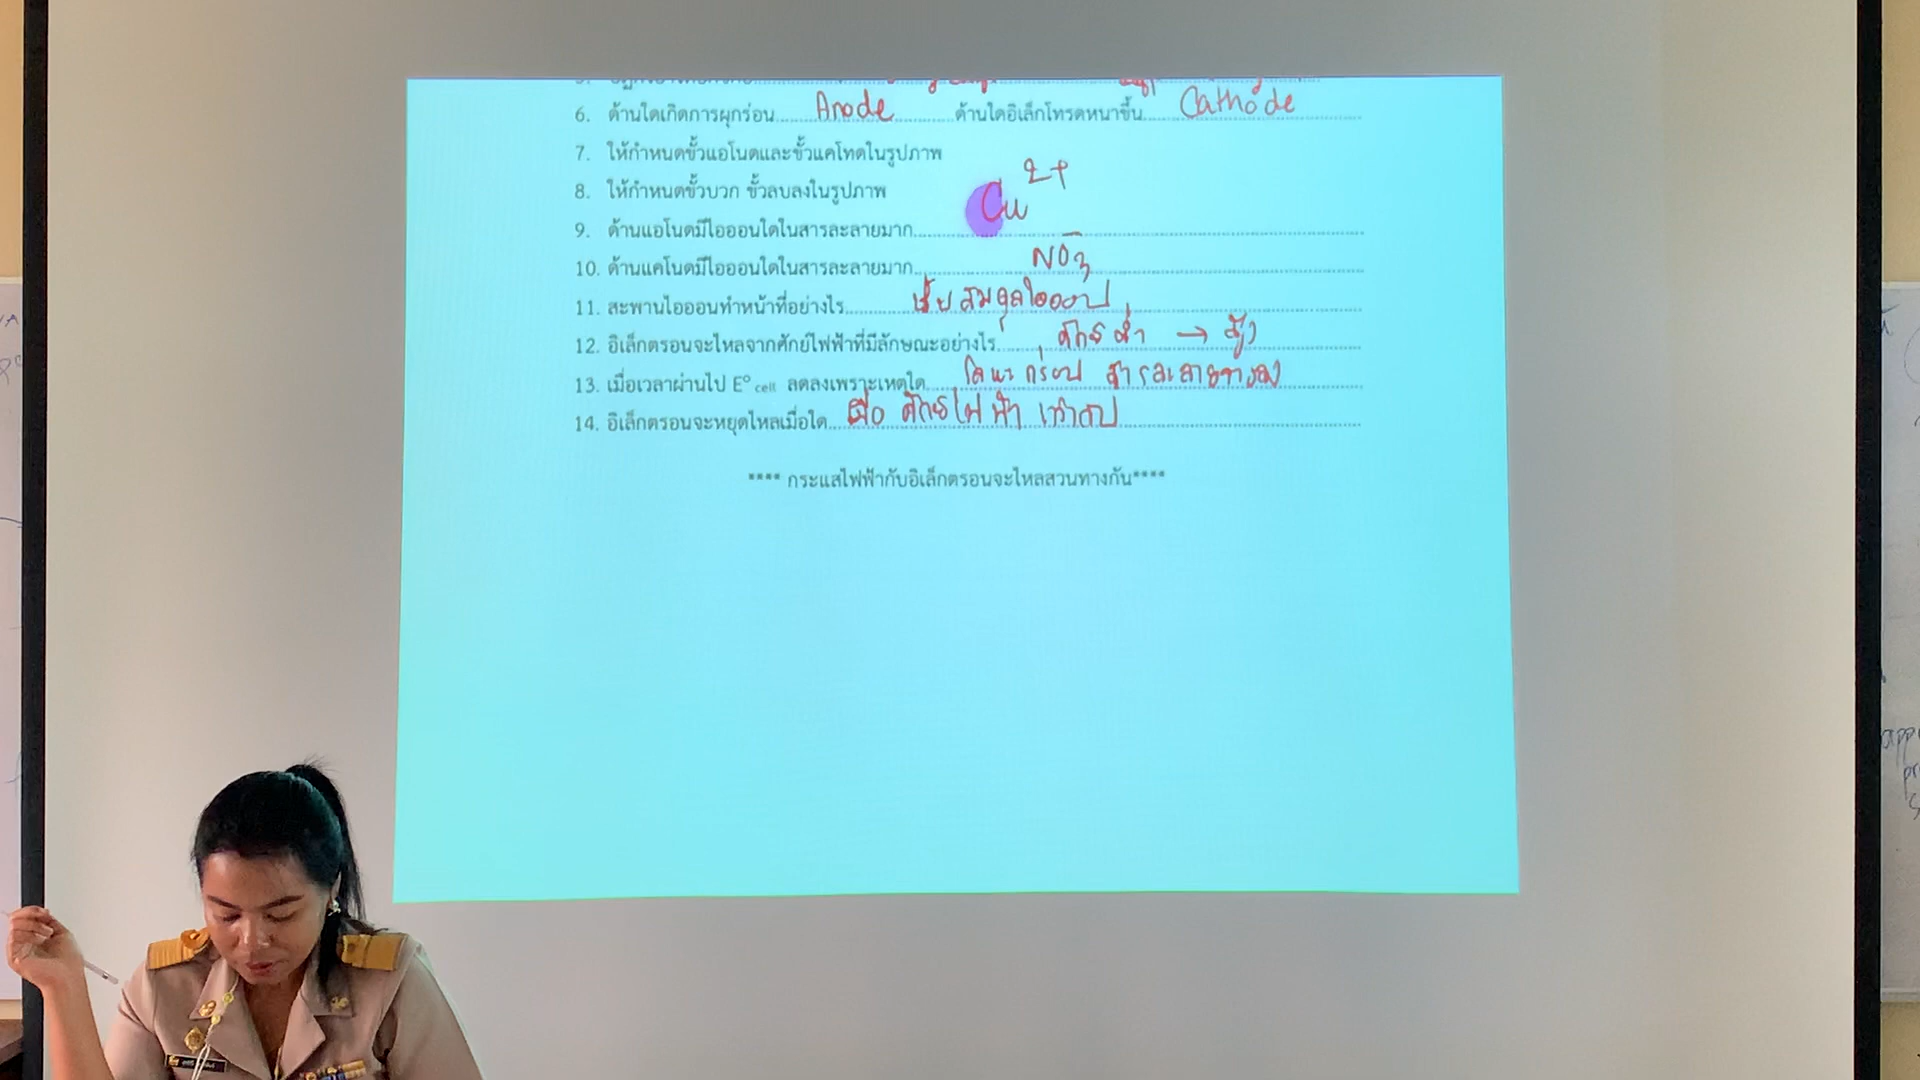 6. ด้านใดเกิดการผุกร่อน Anode ด้านใดอิเล็กโทรดหนาขึ้น Cathode
7. ให้กำหนดขั้วแอโนดและขั้วแคโทดในรูปภาพ
8. ให้กำหนดขั้วบวก ขั้วลบลงในรูปภาพ
9. ด้านแอโนดมีไอออนใดในสารละลายมาก Cu 2+
10. ด้านแคโนดมีไอออนใดในสารละลายมาก NO3-
11. สะพานไอออนทำหน้าที่อย่างไร
12. อิเล็กตรอนจะไหลจากศักย์ไฟฟ้าที่มีลักษณะอย่างไร ศักย์ ต่ำ → สูง
13. เมื่อเวลาผ่านไป E° cell ลดลงเพราะเหตุใด โลหะ กร่อน สารละลาย
14. อิเล็กตรอนจะหยุดไหลเมื่อใด เมื่อ ศักย์ไฟฟ้า เท่ากัน
**** กระแสไฟฟ้ากับอิเล็กตรอนจะไหลสวนทางกัน****